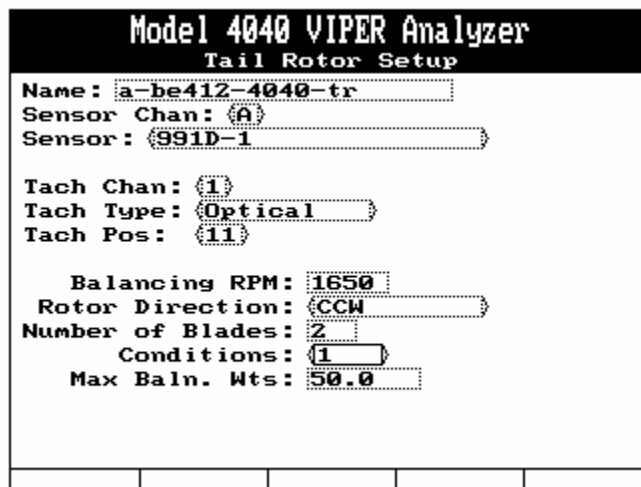 Model 4040 VIPER Analyzer
Tail Rotor Setup
Name: a-be412-4040-tr
Sensor Chan: A
Sensor: 991D-1
Tach Chan: 1
Tach Type: Optical
Tach Pos: 11
Balancing RPM: 1650
Rotor Direction: CCW
Number of Blades: 2
Conditions: 1
Max Baln. Wts: 50.0